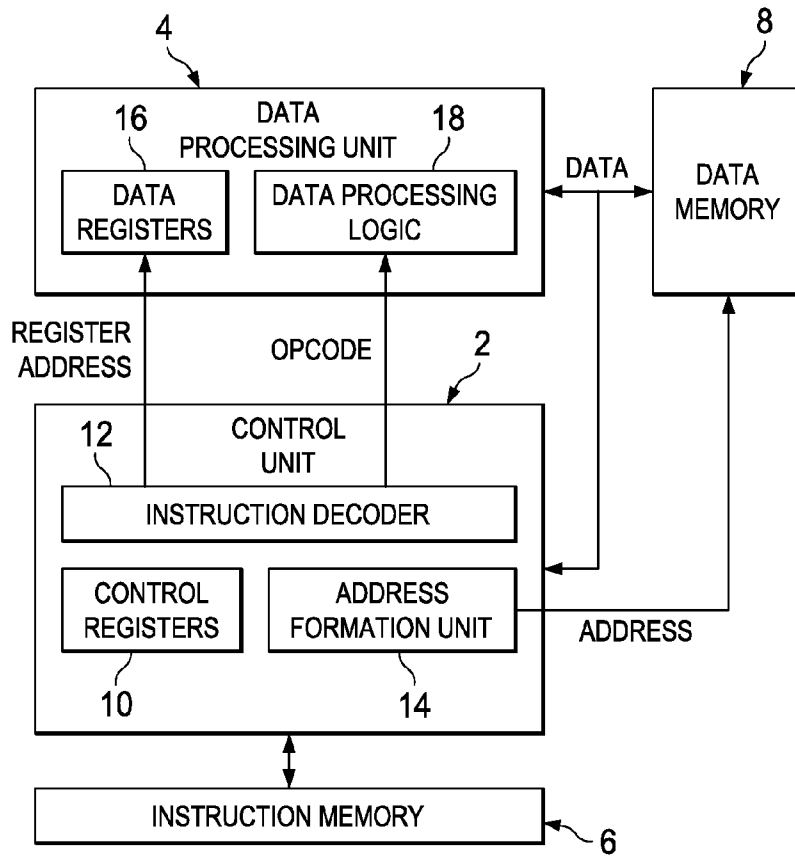 4
8
DATA
PROCESSING UNIT
16
18
DATA
REGISTERS
DATA PROCESSING
LOGIC
DATA
DATA
MEMORY
REGISTER
ADDRESS
OPCODE
2
CONTROL
UNIT
12
INSTRUCTION DECODER
CONTROL
REGISTERS
ADDRESS
FORMATION UNIT
ADDRESS
10
14
INSTRUCTION MEMORY
6